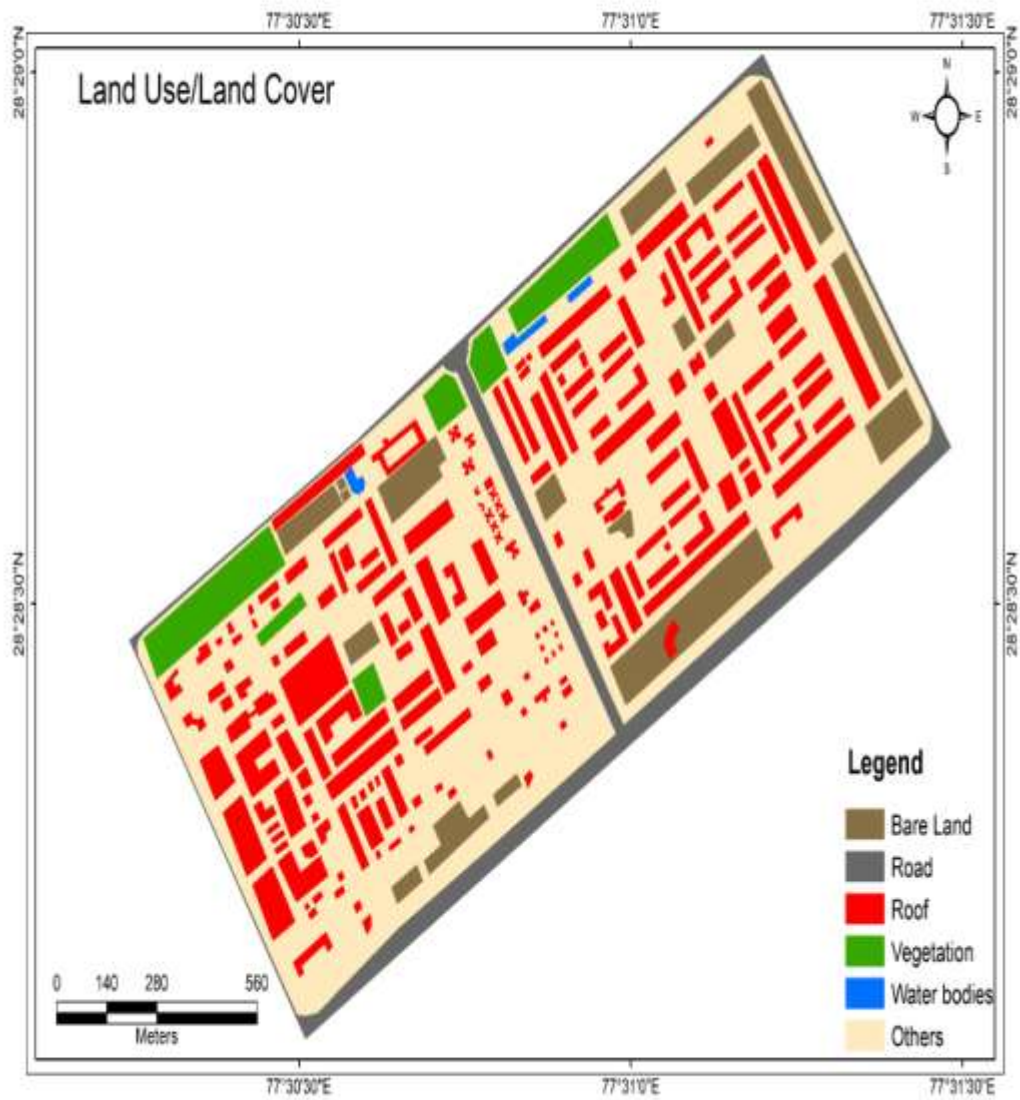 77°30'30"E 77°31'0"E 77°31'30"E
28°29'0"N 28°29'0"N
Land Use/Land Cover
N
W E
S
28°28'30"N 28°28'30"N
Legend
Bare Land
Road
Roof
Vegetation
Water bodies
Others
0 140 280 560
Meters
77°30'30"E 77°31'0"E 77°31'30"E